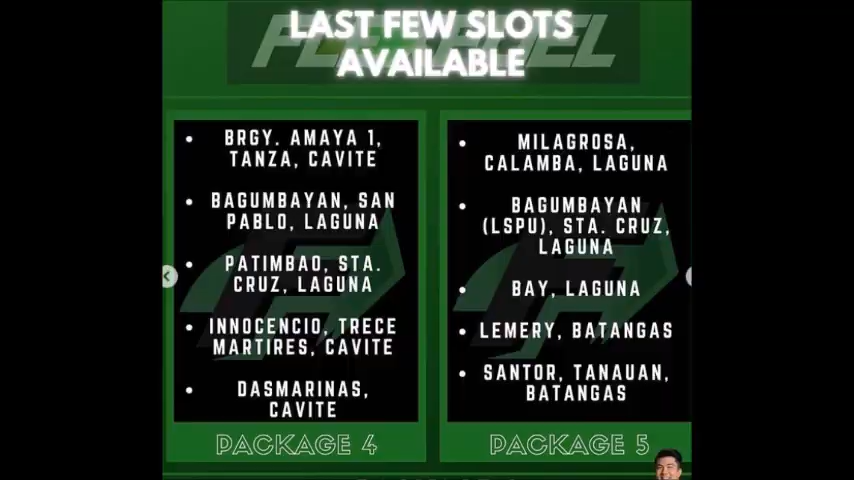 LAST FEW SLOTS
AVAILABLE
BRGY. AMAYA 1,
TANZA, CAVITE
BAGUMBAYAN, SAN
PABLO, LAGUNA
PATIMBAO, STA.
CRUZ, LAGUNA
INNOCENCIO, TRECE
MARTIRES, CAVITE
DASMARINAS,
CAVITE
PACKAGE 4
MILAGROSA,
CALAMBA, LAGUNA
BAGUMBAYAN
(LSPU), STA. CRUZ,
LAGUNA
BAY, LAGUNA
LEMERY, BATANGAS
SANTOR, TANAUAN,
BATANGAS
PACKAGE 5